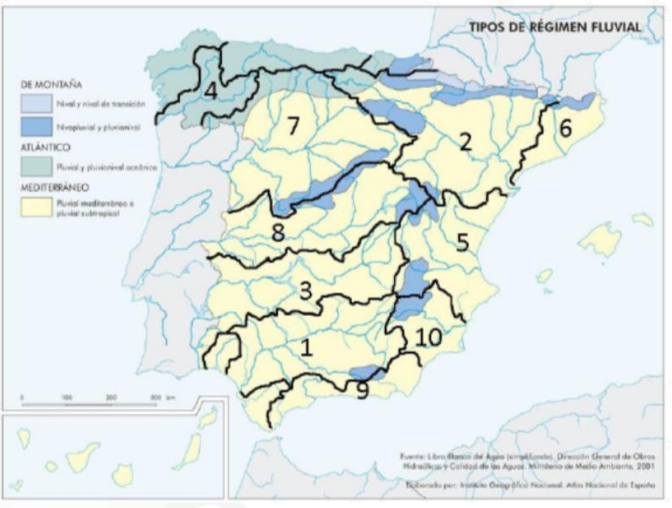 TIPOS DE RÉGIMEN FLUVIAL
DE MONTAÑA
Nival y nival de transición
Nivopluvial y pluvionival
ATLÁNTICO
Pluvial y pluvionival oceánico
MEDITERRÁNEO
Pluvial mediterráneo o
pluvial subtropical
4
7
2
6
8
5
3
10
1
9
0 100 200 300 km
Fuente: Libro Blanco del Agua (simplificado). Dirección General de Obras
Hidráulicas y Calidad de las Aguas. Ministerio de Medio Ambiente, 2001
Elaborado por: Instituto Geográfico Nacional. Atlas Nacional de España